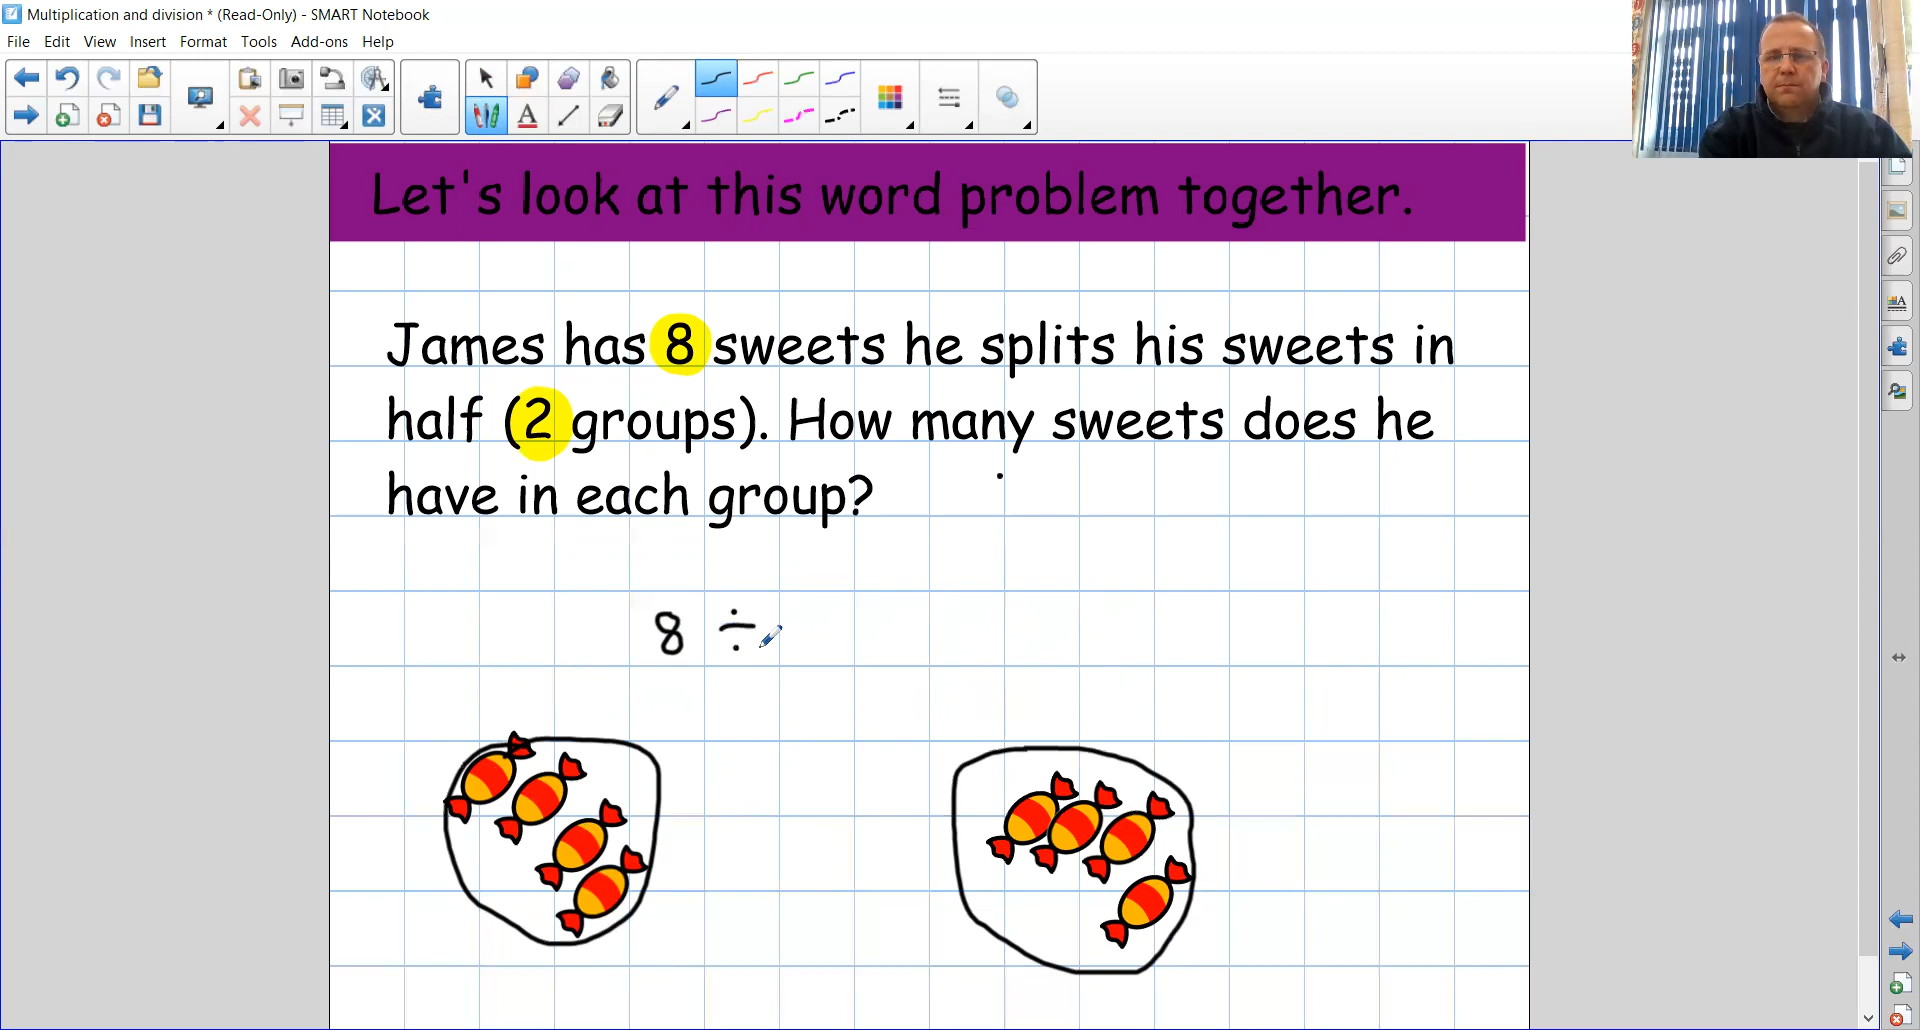 Multiplication and division * (Read-Only) - SMART Notebook
File Edit View Insert Format Tools Add-ons Help
Let's look at this word problem together.
James has 8 sweets he splits his sweets in
half (2 groups). How many sweets does he
have in each group?
8 ÷